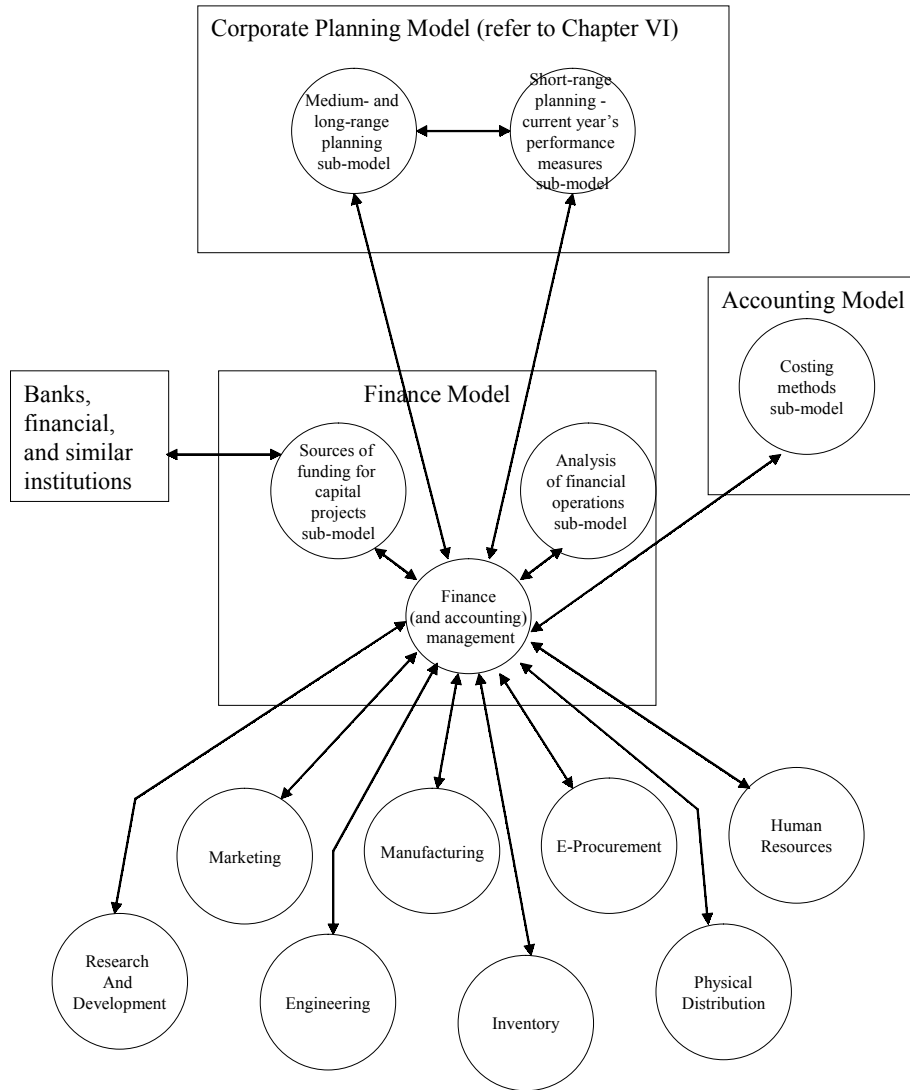 Corporate Planning Model (refer to Chapter VI)
Medium- and
long-range
planning
sub-model
Short-range
planning -
current year's
performance
measures
sub-model
Accounting Model
Costing
methods
sub-model
Banks,
financial,
and similar
institutions
Finance Model
Sources of
funding for
capital
projects
sub-model
Analysis
of financial
operations
sub-model
Finance
(and accounting)
management
Marketing
Manufacturing
E-Procurement
Human
Resources
Research
And
Development
Engineering
Inventory
Physical
Distribution